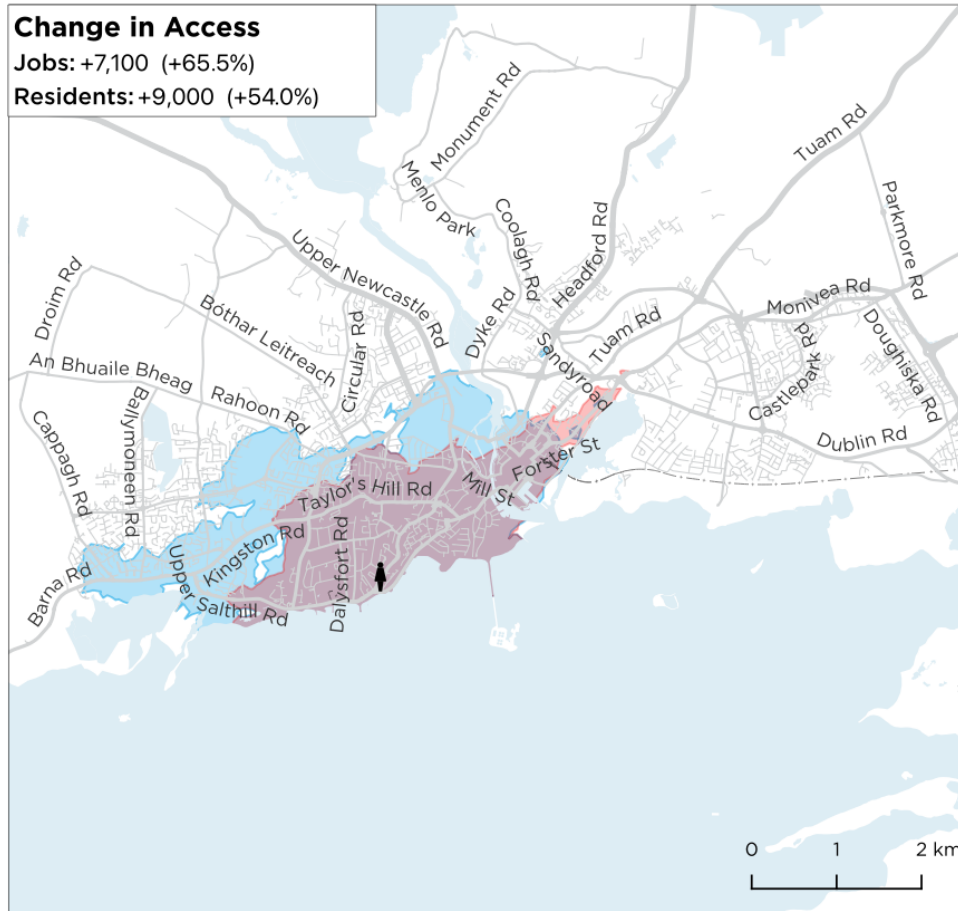 Change in Access
Jobs: +7,100 (+65.5%)
Residents: +9,000 (+54.0%)
Monument Rd
Tuam Rd
Menlo Park
Parkmore Rd
Coolagh Rd
Headford Rd
Upper Newcastle Rd
Droim Rd
Bóthar Leitreach
Circular Rd
Dyke Rd
Sandyroad
Tuam Rd
Monivea Rd
Castlepark Rd
Doughiska Rd
An Bhuaile Bheag
Rahoon Rd
Ballymoneen Rd
Cappagh Rd
Dublin Rd
Forster St
Mill St
Taylor's Hill Rd
Kingston Rd
Dalysfort Rd
Barna Rd
Upper Salthill Rd
0 1 2 km